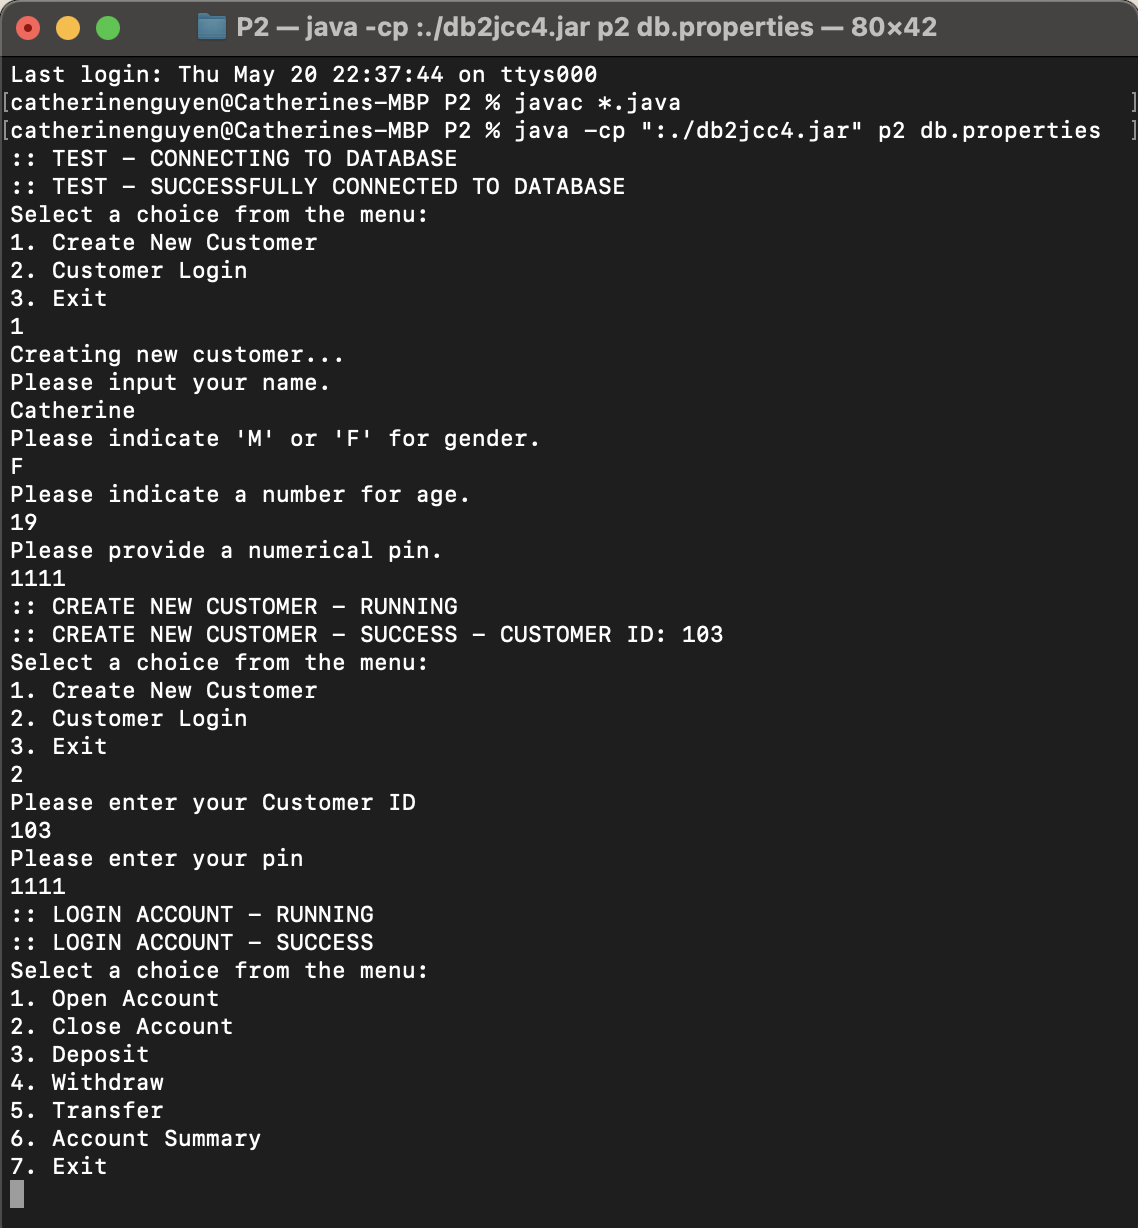 P2 — java -cp :./db2jcc4.jar p2 db.properties — 80×42
Last login: Thu May 20 22:37:44 on ttys000
[catherinenguyen@Catherines-MBP P2 % javac *.java ]
[catherinenguyen@Catherines-MBP P2 % java -cp ":./db2jcc4.jar" p2 db.properties ]
:: TEST - CONNECTING TO DATABASE
:: TEST - SUCCESSFULLY CONNECTED TO DATABASE
Select a choice from the menu:
1. Create New Customer
2. Customer Login
3. Exit
1
Creating new customer...
Please input your name.
Catherine
Please indicate 'M' or 'F' for gender.
F
Please indicate a number for age.
19
Please provide a numerical pin.
1111
:: CREATE NEW CUSTOMER - RUNNING
:: CREATE NEW CUSTOMER - SUCCESS - CUSTOMER ID: 103
Select a choice from the menu:
1. Create New Customer
2. Customer Login
3. Exit
2
Please enter your Customer ID
103
Please enter your pin
1111
:: LOGIN ACCOUNT - RUNNING
:: LOGIN ACCOUNT - SUCCESS
Select a choice from the menu:
1. Open Account
2. Close Account
3. Deposit
4. Withdraw
5. Transfer
6. Account Summary
7. Exit